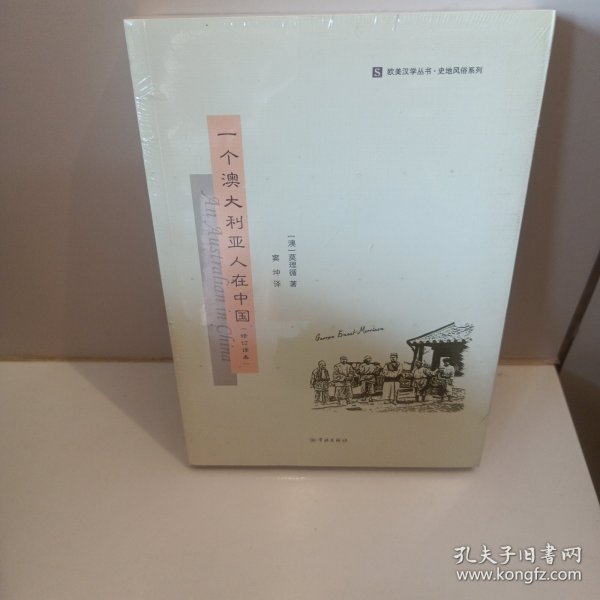 S 欧美汉学丛书·史地风俗系列
一个澳大利亚人在中国（修订译本）
An Australian in China
[澳]莫理循 著
窦坤 译
George Ernest Morrison
学林出版社
孔夫子旧书网
www.kongfz.com